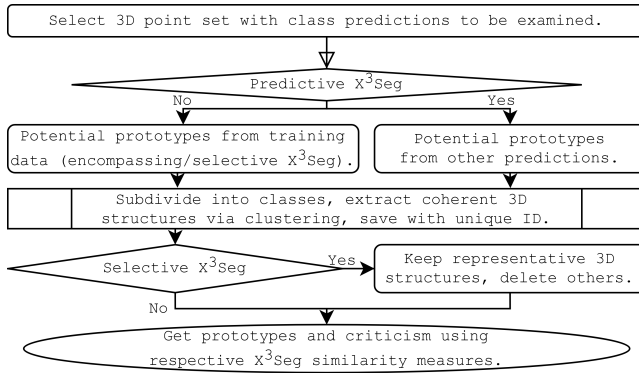 Select 3D point set with class predictions to be examined.
Predictive X³Seg
No
Yes
Potential prototypes from training
data (encompassing/selective X³Seg).
Potential prototypes
from other predictions.
Subdivide into classes, extract coherent 3D
structures via clustering, save with unique ID.
Selective X³Seg
Yes
Keep representative 3D
structures, delete others.
No
Get prototypes and criticism using
respective X³Seg similarity measures.